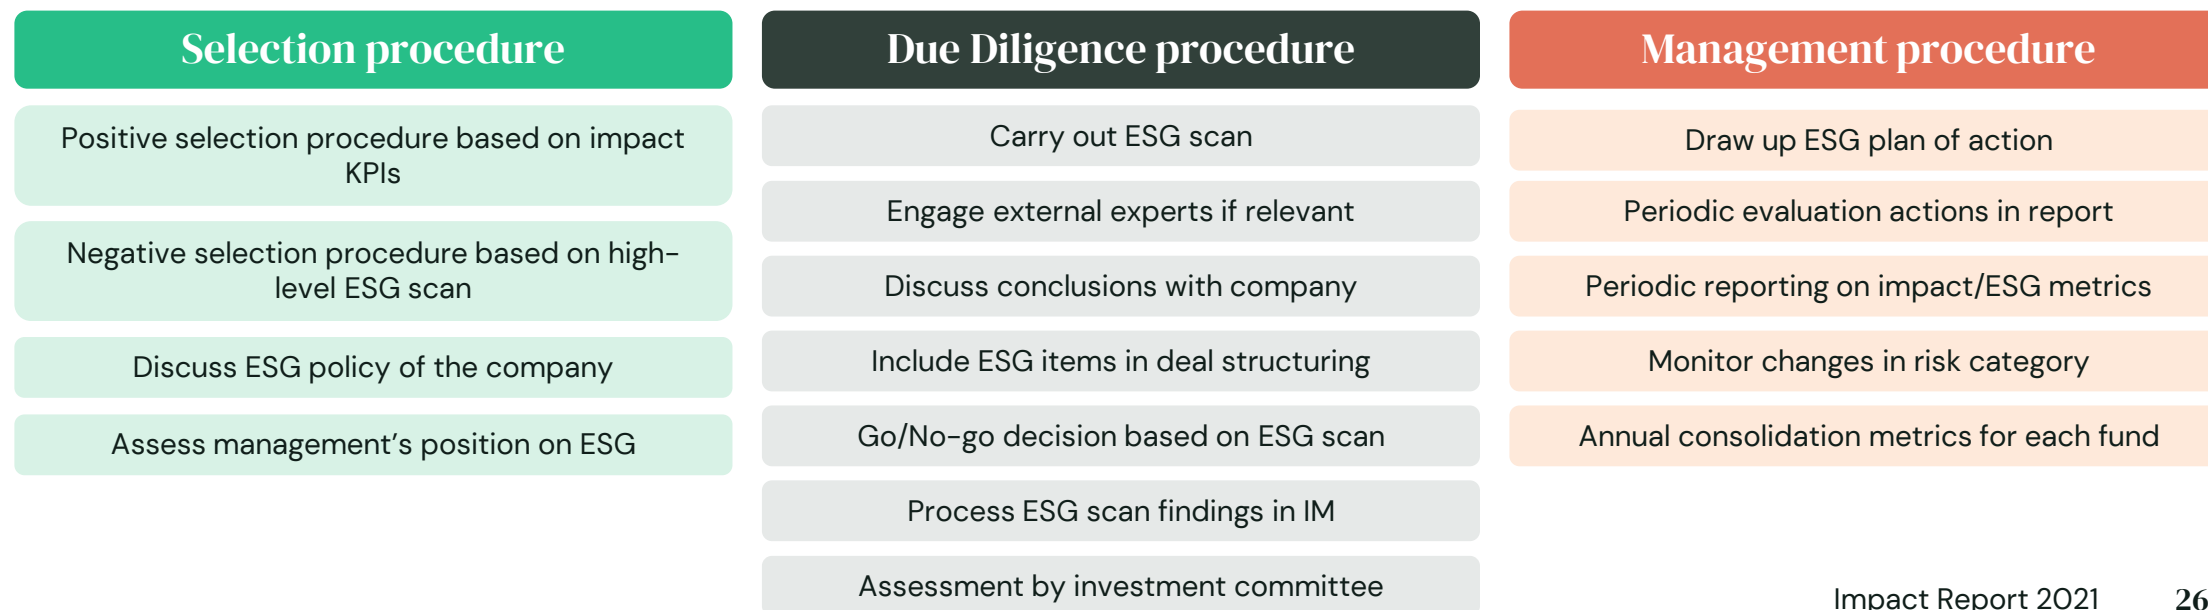 Selection procedure
Positive selection procedure based on impact
KPIs
Negative selection procedure based on high-
level ESG scan
Discuss ESG policy of the company
Assess management's position on ESG
Due Diligence procedure
Carry out ESG scan
Engage external experts if relevant
Discuss conclusions with company
Include ESG items in deal structuring
Go/No-go decision based on ESG scan
Process ESG scan findings in IM
Assessment by investment committee
Management procedure
Draw up ESG plan of action
Periodic evaluation actions in report
Periodic reporting on impact/ESG metrics
Monitor changes in risk category
Annual consolidation metrics for each fund
Impact Report 2021 26